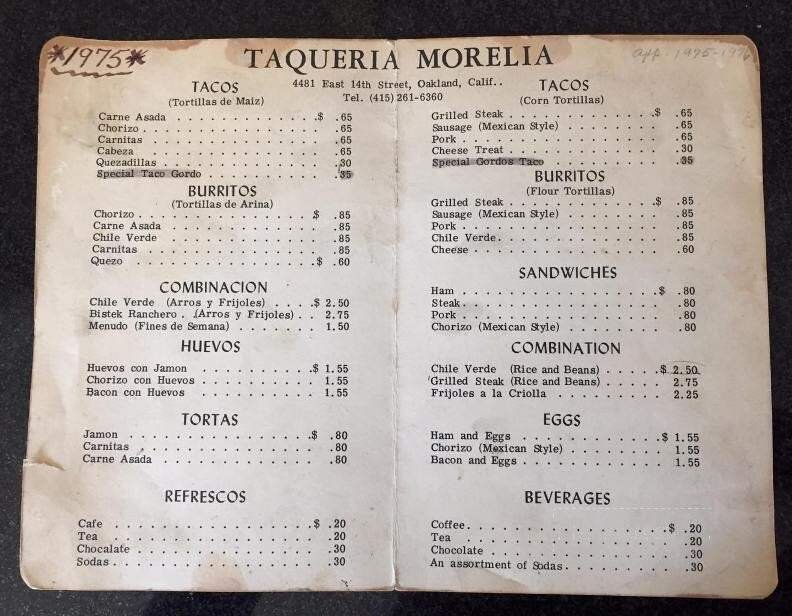 *1975*
app. 1975-1976
TAQUERIA MORELIA
4481 East 14th Street, Oakland, Calif..
Tel. (415) 261-6360
TACOS
(Tortillas de Maiz)
Carne Asada . . . . . . . . . . . . .$ .65
Chorizo . . . . . . . . . . . . . . . .65
Carnitas . . . . . . . . . . . . . . .65
Cabeza . . . . . . . . . . . . . . . .65
Quezadillas . . . . . . . . . . . . . .30
Special Taco Gordo . . . . . . . . . . .35
BURRITOS
(Tortillas de Arina)
Chorizo . . . . . . . . . . . . . . $ .85
Carne Asada . . . . . . . . . . . . . .85
Chile Verde . . . . . . . . . . . . . .85
Carnitas . . . . . . . . . . . . . . .85
Quezo . . . . . . . . . . . . . . .$ .60
COMBINACION
Chile Verde (Arros y Frijoles) . . . .$ 2.50
Bistek Ranchero . (Arros y Frijoles) . . 2.75
Menudo (Fines de Semana) . . . . . . . 1.50
HUEVOS
Huevos con Jamon . . . . . . . . . .$ 1.55
Chorizo con Huevos . . . . . . . . . . 1.55
Bacon con Huevos . . . . . . . . . . . 1.55
TORTAS
Jamon . . . . . . . . . . . . . . .$ .80
Carnitas . . . . . . . . . . . . . . . .80
Carne Asada . . . . . . . . . . . . . .80
REFRESCOS
Cafe . . . . . . . . . . . . . . . .$ .20
Tea . . . . . . . . . . . . . . . . . .20
Chocalate . . . . . . . . . . . . . . .30
Sodas . . . . . . . . . . . . . . . . .30
TACOS
(Corn Tortillas)
Grilled Steak . . . . . . . . . . . .$ .65
Sausage (Mexican Style) . . . . . . . . .65
Pork . . . . . . . . . . . . . . . . .65
Cheese Treat . . . . . . . . . . . . . .30
Special Gordos Taco . . . . . . . . . . .35
BURRITOS
(Flour Tortillas)
Grilled Steak . . . . . . . . . . . .$ .85
Sausage (Mexican Style) . . . . . . . . .85
Pork . . . . . . . . . . . . . . . . .85
Chile Verde . . . . . . . . . . . . . .85
Cheese . . . . . . . . . . . . . . . .60
SANDWICHES
Ham . . . . . . . . . . . . . . . .$ .80
Steak . . . . . . . . . . . . . . . . .80
Pork . . . . . . . . . . . . . . . . .80
Chorizo (Mexican Style) . . . . . . . . .80
COMBINATION
Chile Verde (Rice and Beans) . . . . .$ 2.50
Grilled Steak (Rice and Beans) . . . . . 2.75
Frijoles a la Criolla . . . . . . . . . 2.25
EGGS
Ham and Eggs . . . . . . . . . . . .$ 1.55
Chorizo (Mexican Style) . . . . . . . . 1.55
Bacon and Eggs . . . . . . . . . . . . 1.55
BEVERAGES
Coffee . . . . . . . . . . . . . . .$ .20
Tea . . . . . . . . . . . . . . . . . .20
Chocolate . . . . . . . . . . . . . . .30
An assortment of Sodas . . . . . . . . .30